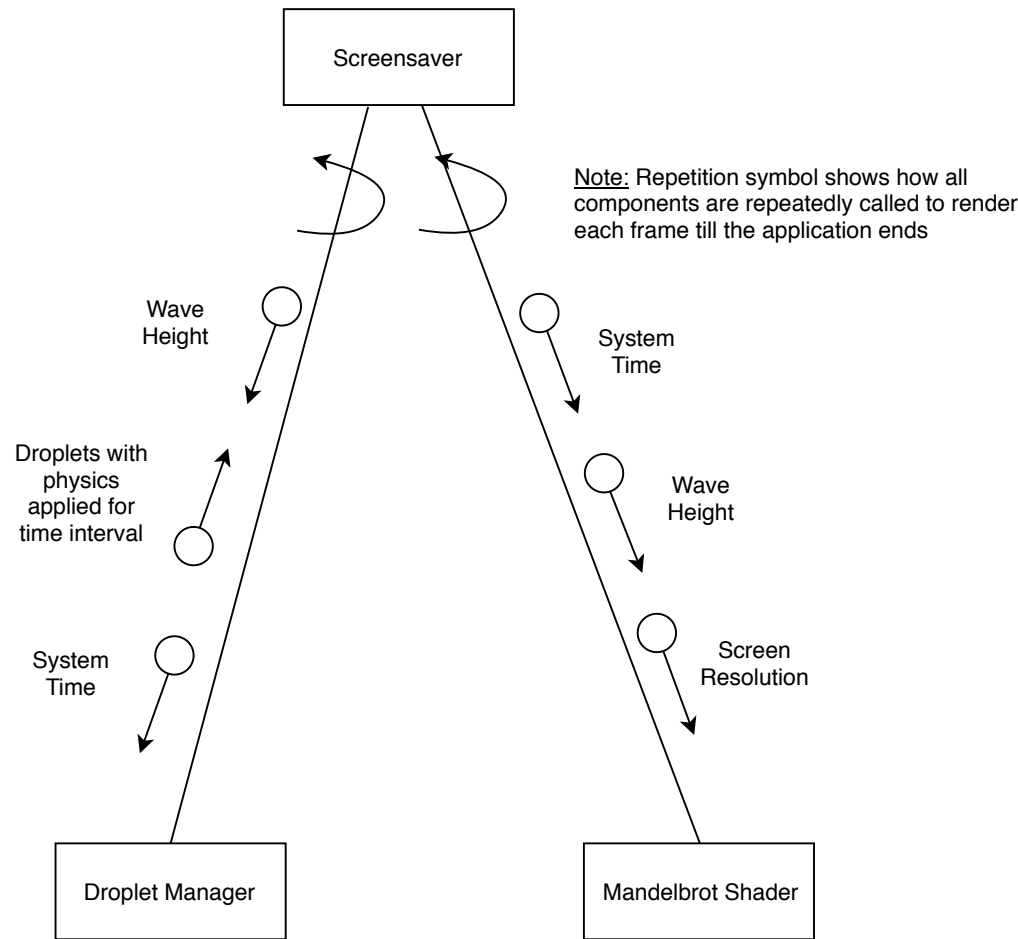 Screensaver
Note: Repetition symbol shows how all
components are repeatedly called to render
each frame till the application ends
Wave
Height
System
Time
Droplets with
physics
applied for
time interval
Wave
Height
System
Time
Screen
Resolution
Droplet Manager
Mandelbrot Shader